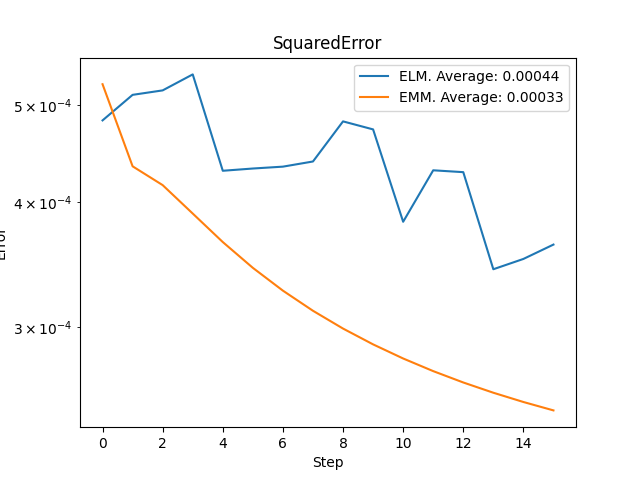 SquaredError
ELM. Average: 0.00044
EMM. Average: 0.00033
5 × 10⁻⁴
4 × 10⁻⁴
3 × 10⁻⁴
Error
0 2 4 6 8 10 12 14
Step